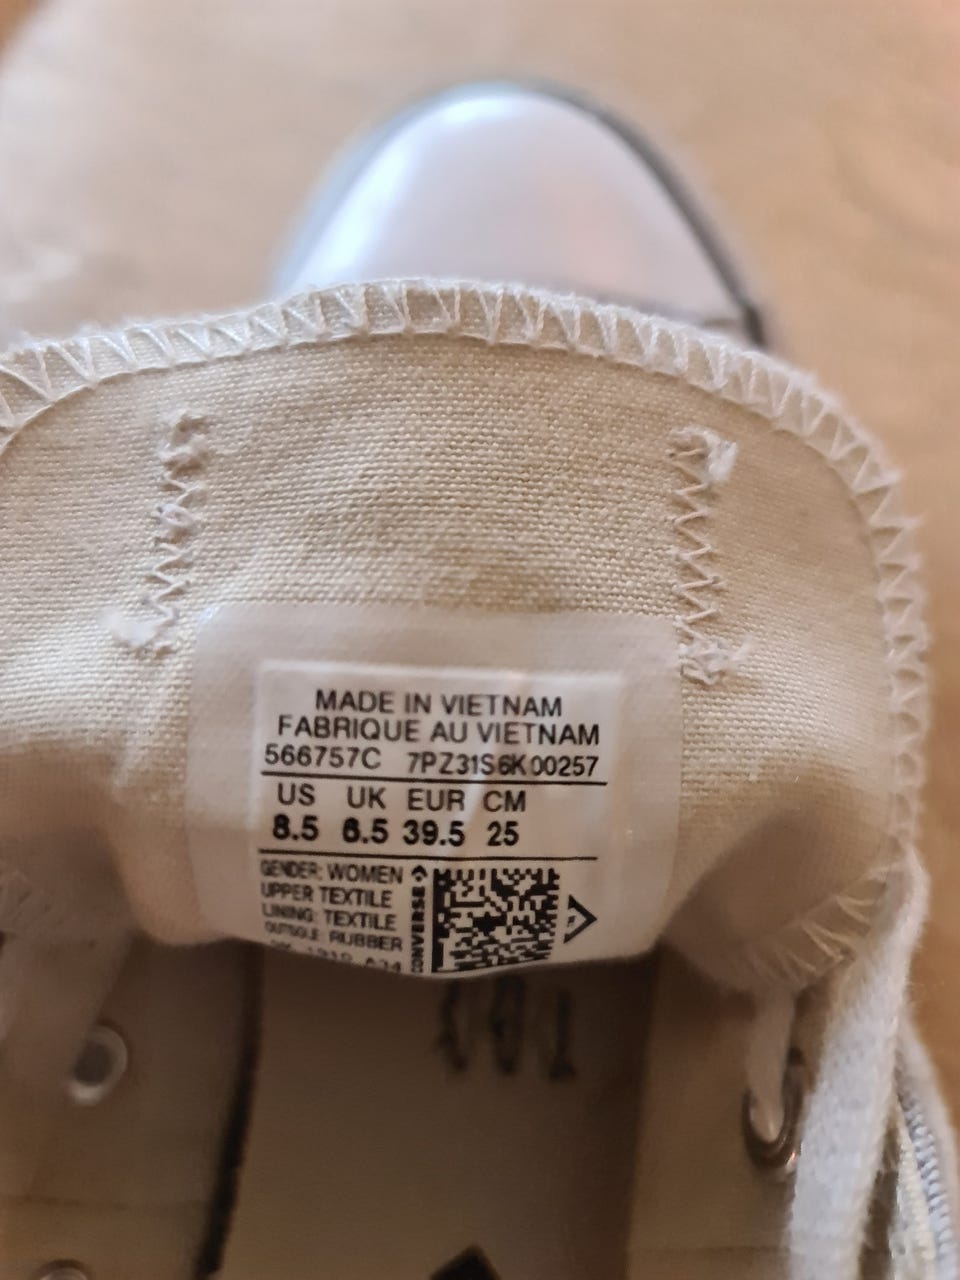 MADE IN VIETNAM
FABRIQUE AU VIETNAM
566757C 7PZ31S6K00257
US UK EUR CM
8.5 6.5 39.5 25
GENDER: WOMEN
UPPER TEXTILE
LINING: TEXTILE
OUTSOLE: RUBBER
CONVERSE